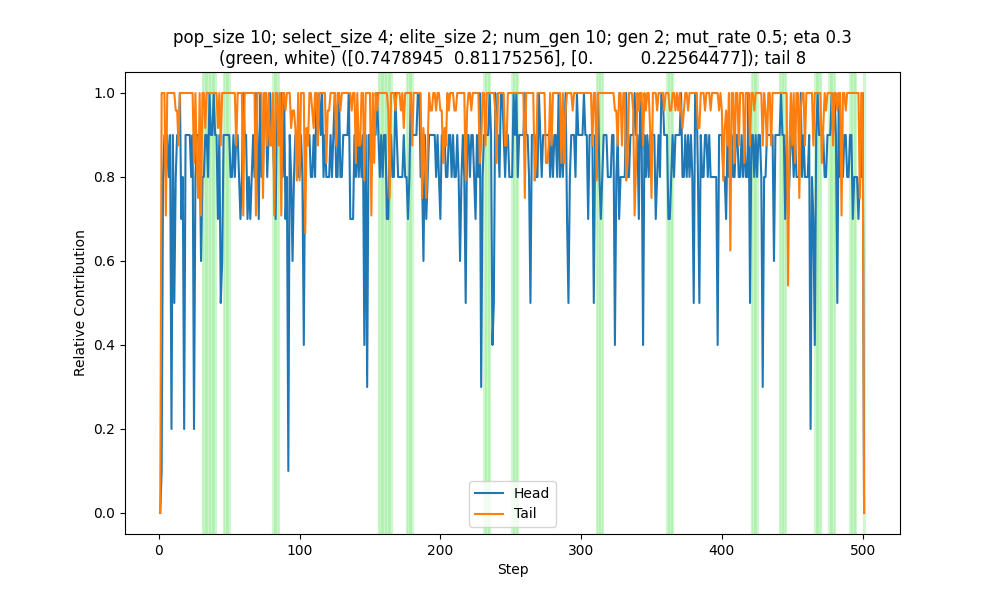 pop_size 10; select_size 4; elite_size 2; num_gen 10; gen 2; mut_rate 0.5; eta 0.3
(green, white) ([0.7478945  0.81175256], [0.         0.22564477]); tail 8
1.0
0.8
0.6
0.4
0.2
0.0
Relative Contribution
Head
Tail
0
100
200
300
400
500
Step